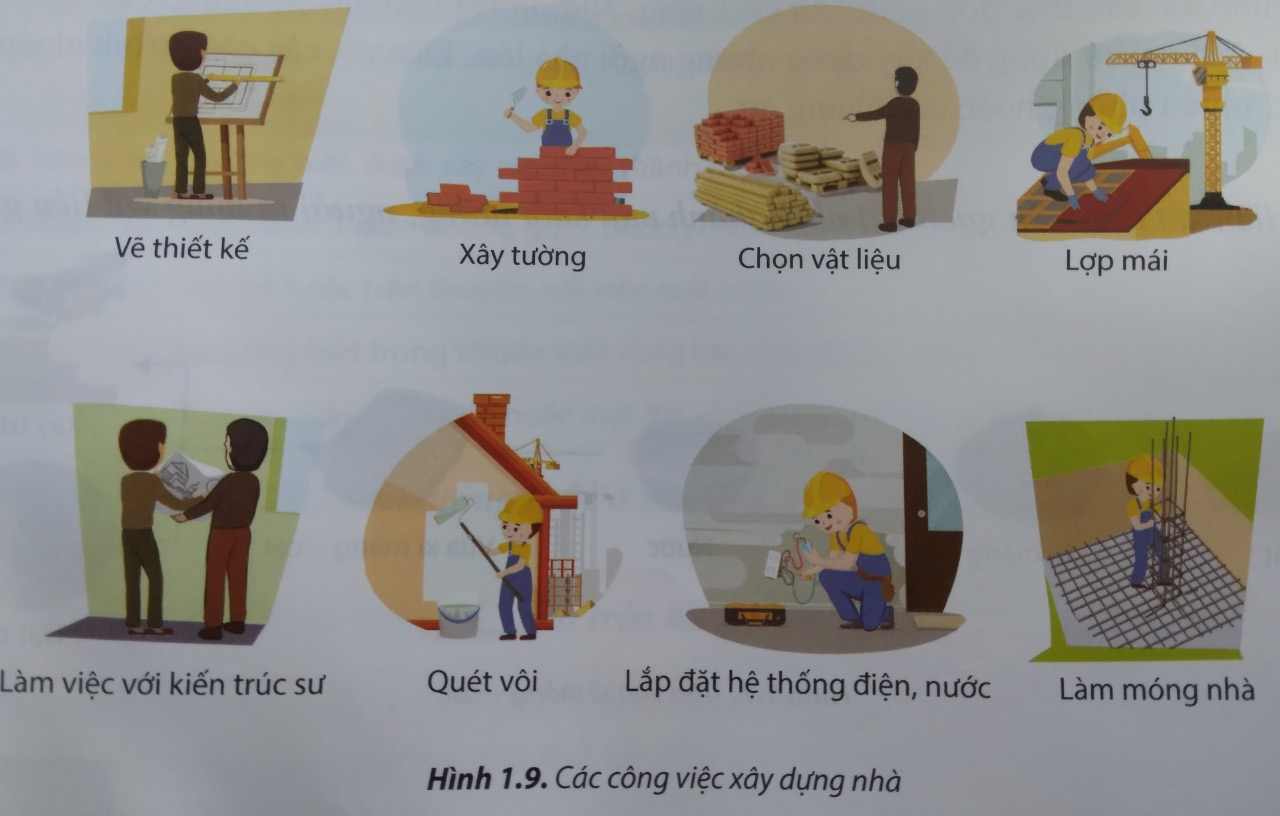 Vẽ thiết kế
Xây tường
Chọn vật liệu
Lợp mái
Làm việc với kiến trúc sư
Quét vôi
Lắp đặt hệ thống điện, nước
Làm móng nhà
Hình 1.9. Các công việc xây dựng nhà